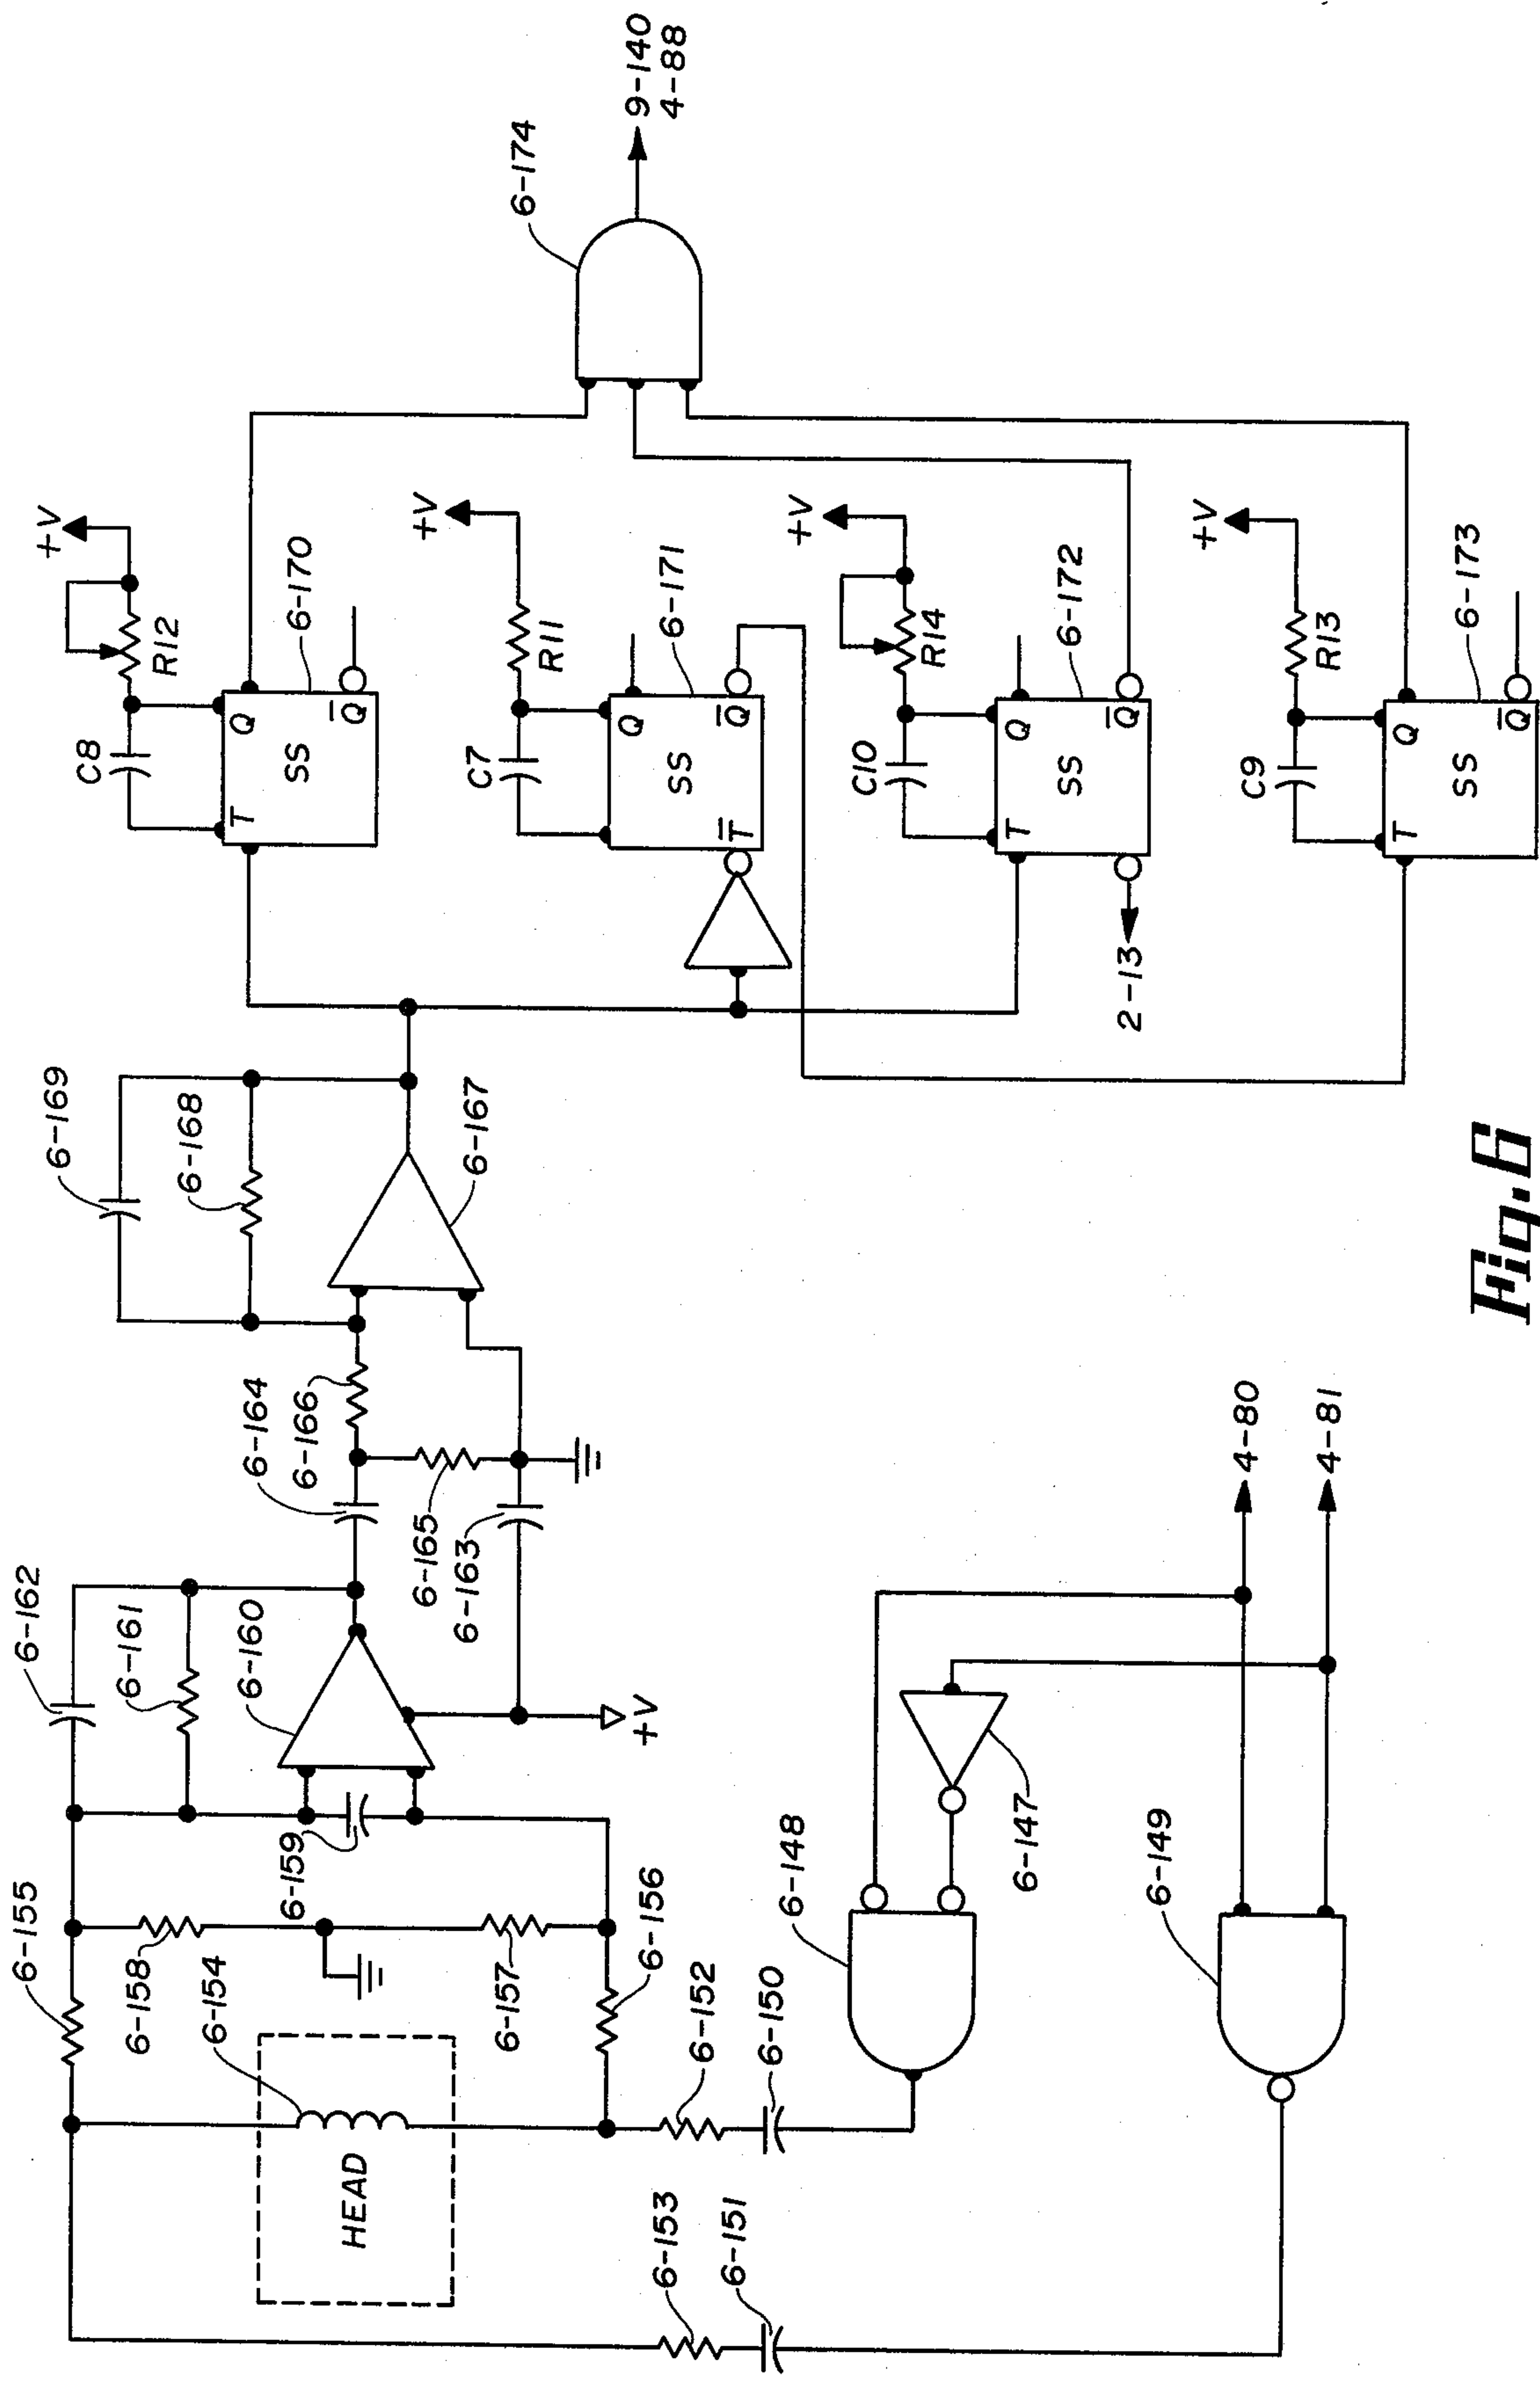 6-155
6-162
6-169
C8
R12
+V
6-158
6-154
6-161
6-160
6-168
T
Q
Q̅
SS
6-170
6-174
HEAD
6-159
6-164
6-166
6-167
9-140
4-88
6-157
6-156
6-165
6-163
+V
C7
R11
+V
T̅
Q
Q̅
SS
6-171
6-153
6-151
6-152
6-150
6-148
6-147
C10
R14
+V
T
Q
Q̅
SS
6-172
2-13
6-149
4-80
4-81
C9
R13
+V
T
Q
Q̅
SS
6-173
Fig. 6